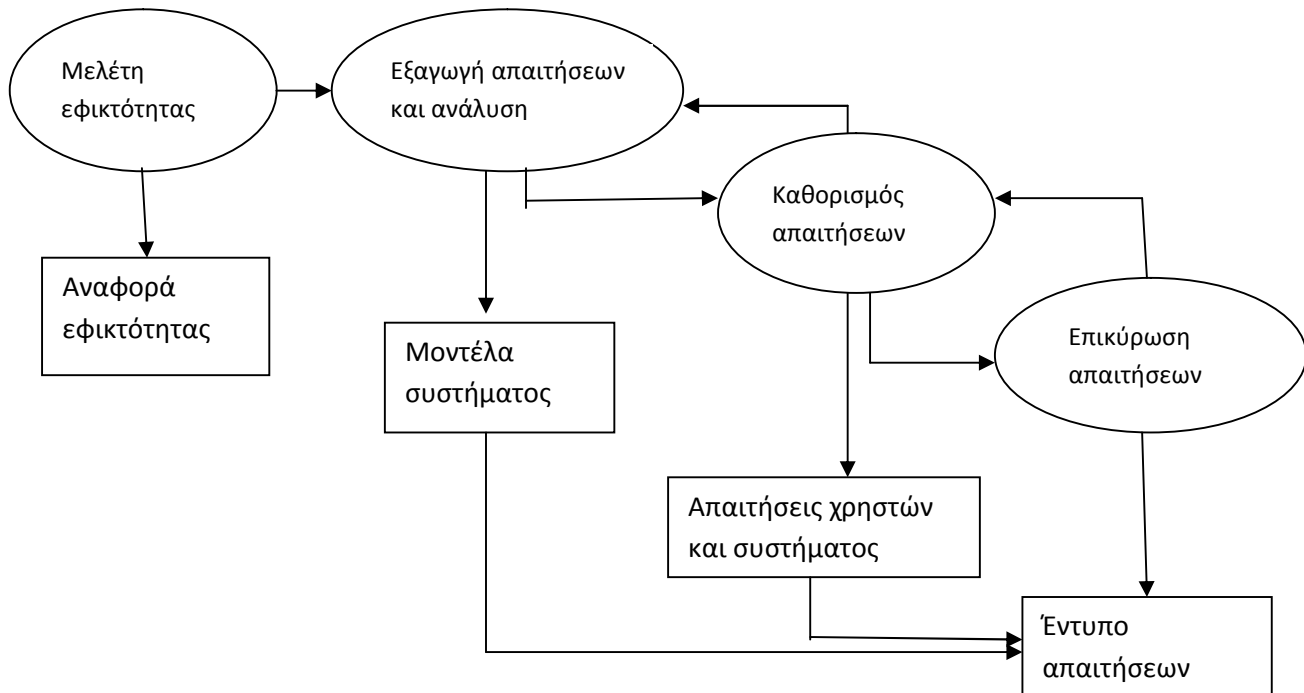 Μελέτη
εφικτότητας
Εξαγωγή απαιτήσεων
και ανάλυση
Καθορισμός
απαιτήσεων
Αναφορά
εφικτότητας
Μοντέλα
συστήματος
Επικύρωση
απαιτήσεων
Απαιτήσεις χρηστών
και συστήματος
Έντυπο
απαιτήσεων